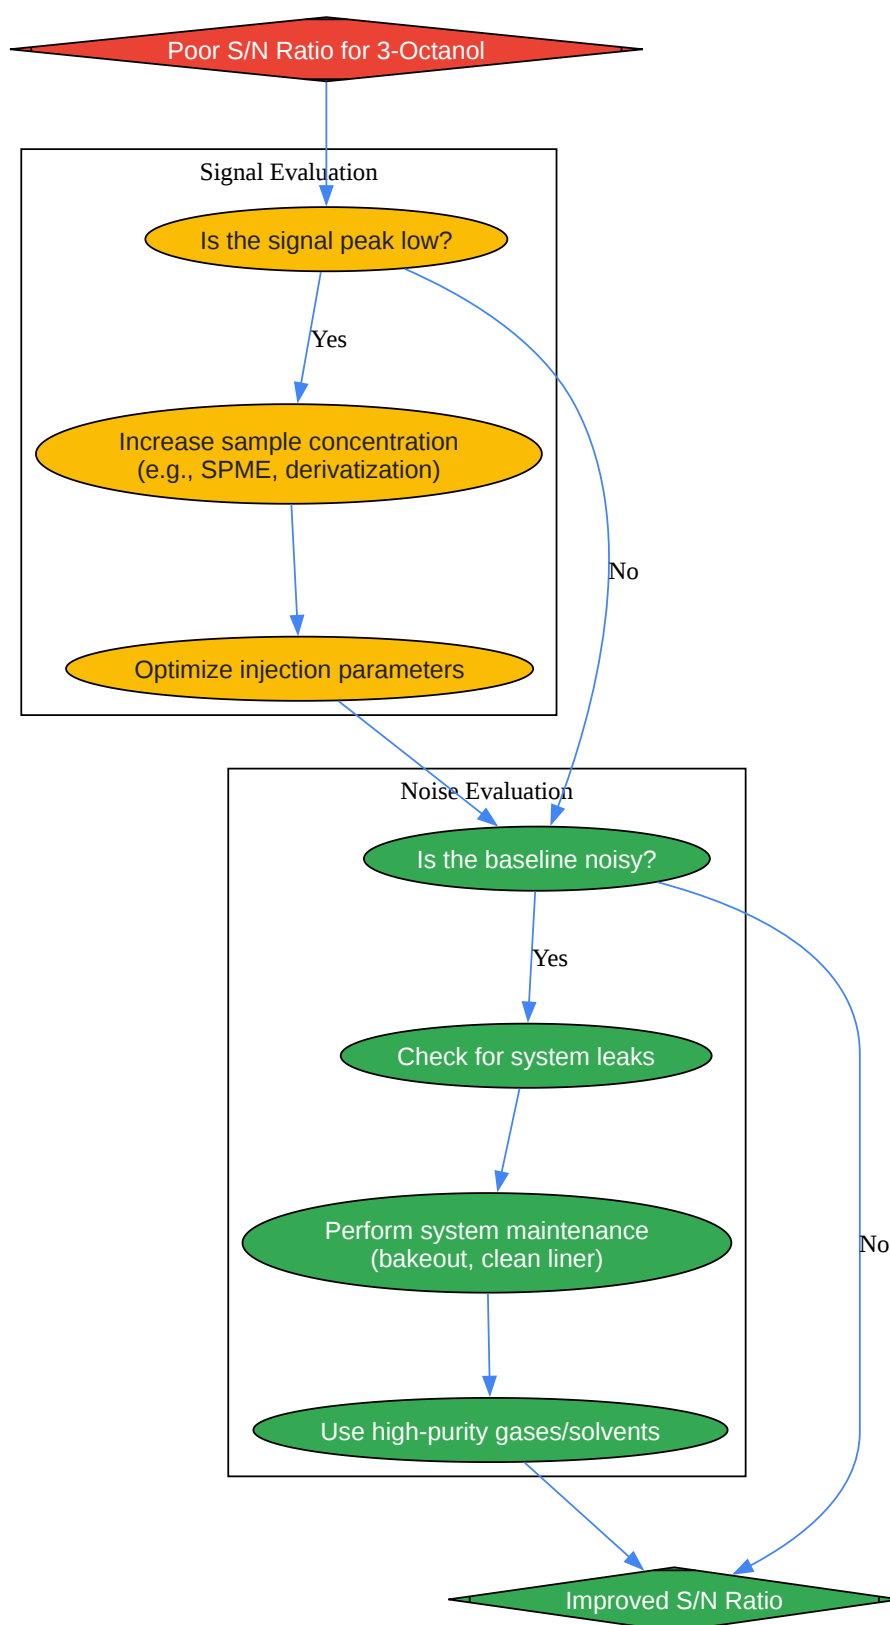 Poor S/N Ratio for 3-Octanol
Signal Evaluation
Is the signal peak low?
Yes
Increase sample concentration
(e.g., SPME, derivatization)
No
Optimize injection parameters
Noise Evaluation
Is the baseline noisy?
Yes
Check for system leaks
Perform system maintenance
(bakeout, clean liner)
No
Use high-purity gases/solvents
Improved S/N Ratio